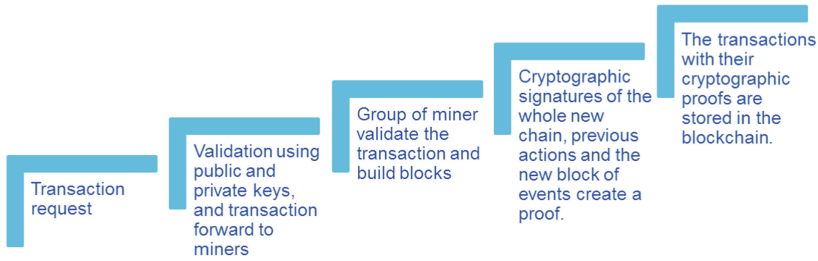 Transaction
request
Validation using
public and
private keys,
and transaction
forward to
miners
Group of miner
validate the
transaction and
build blocks
Cryptographic
signatures of the
whole new
chain, previous
actions and the
new block of
events create a
proof.
The transactions
with their
cryptographic
proofs are
stored in the
blockchain.